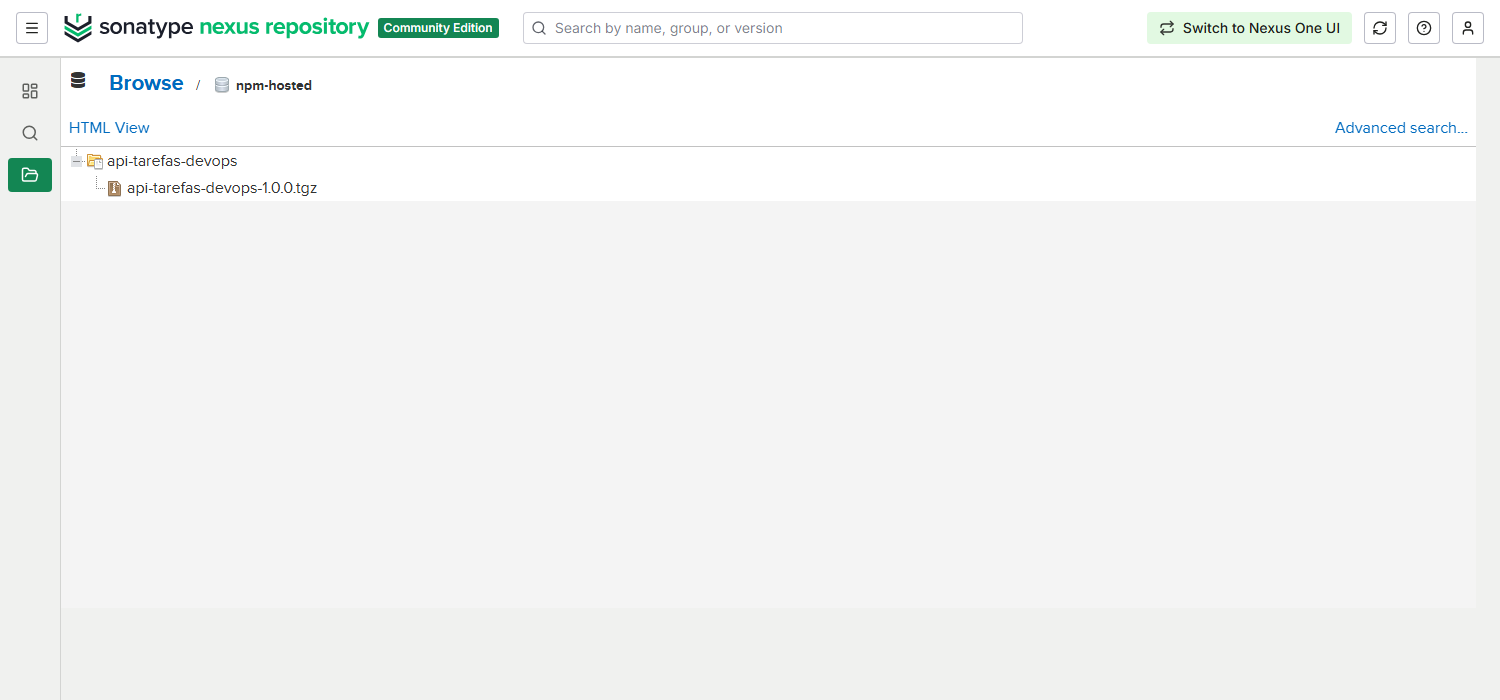 sonatype nexus repository Community Edition Search by name, group, or version Switch to Nexus One UI
Browse / npm-hosted
HTML View Advanced search...
api-tarefas-devops
api-tarefas-devops-1.0.0.tgz